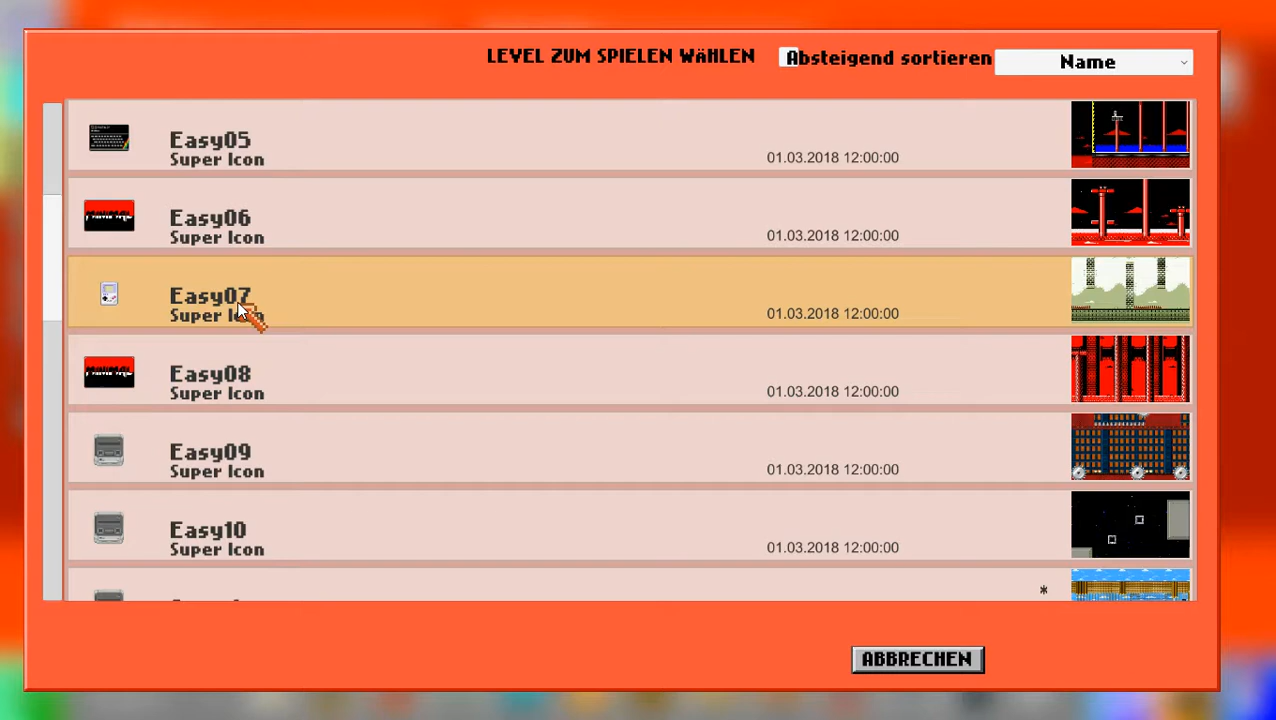 LEVEL ZUM SPIELEN WÄHLEN
Absteigend sortieren
Name
Easy05
Super Icon
01.03.2018 12:00:00
Easy06
Super Icon
01.03.2018 12:00:00
Easy07
Super Icon
01.03.2018 12:00:00
Easy08
Super Icon
01.03.2018 12:00:00
Easy09
Super Icon
01.03.2018 12:00:00
Easy10
Super Icon
01.03.2018 12:00:00
*
ABBRECHEN